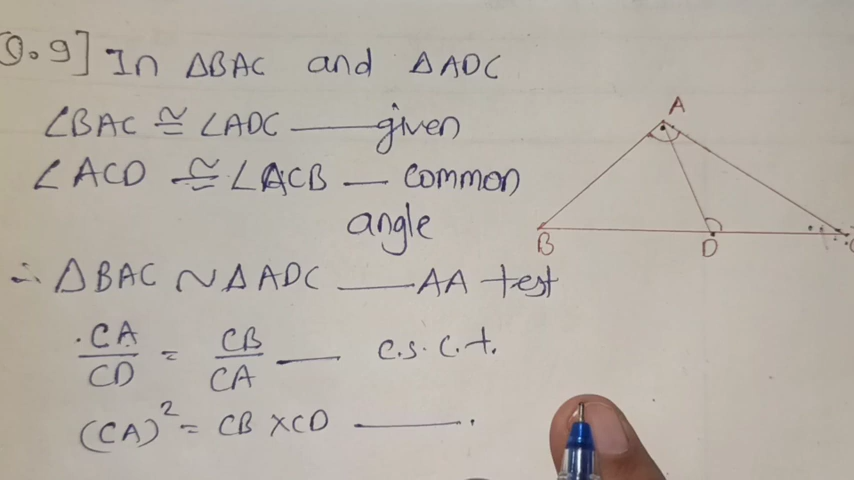 Q.9] In ΔBAC and ΔADC
∠BAC ≅ ∠ADC —— given
∠ACD ≅ ∠ACB — common
angle
∴ ΔBAC ~ ΔADC —— AA test
CA/CD = CB/CA — c.s.c.t.
(CA)² = CB × CD ——.
A
B
D
C